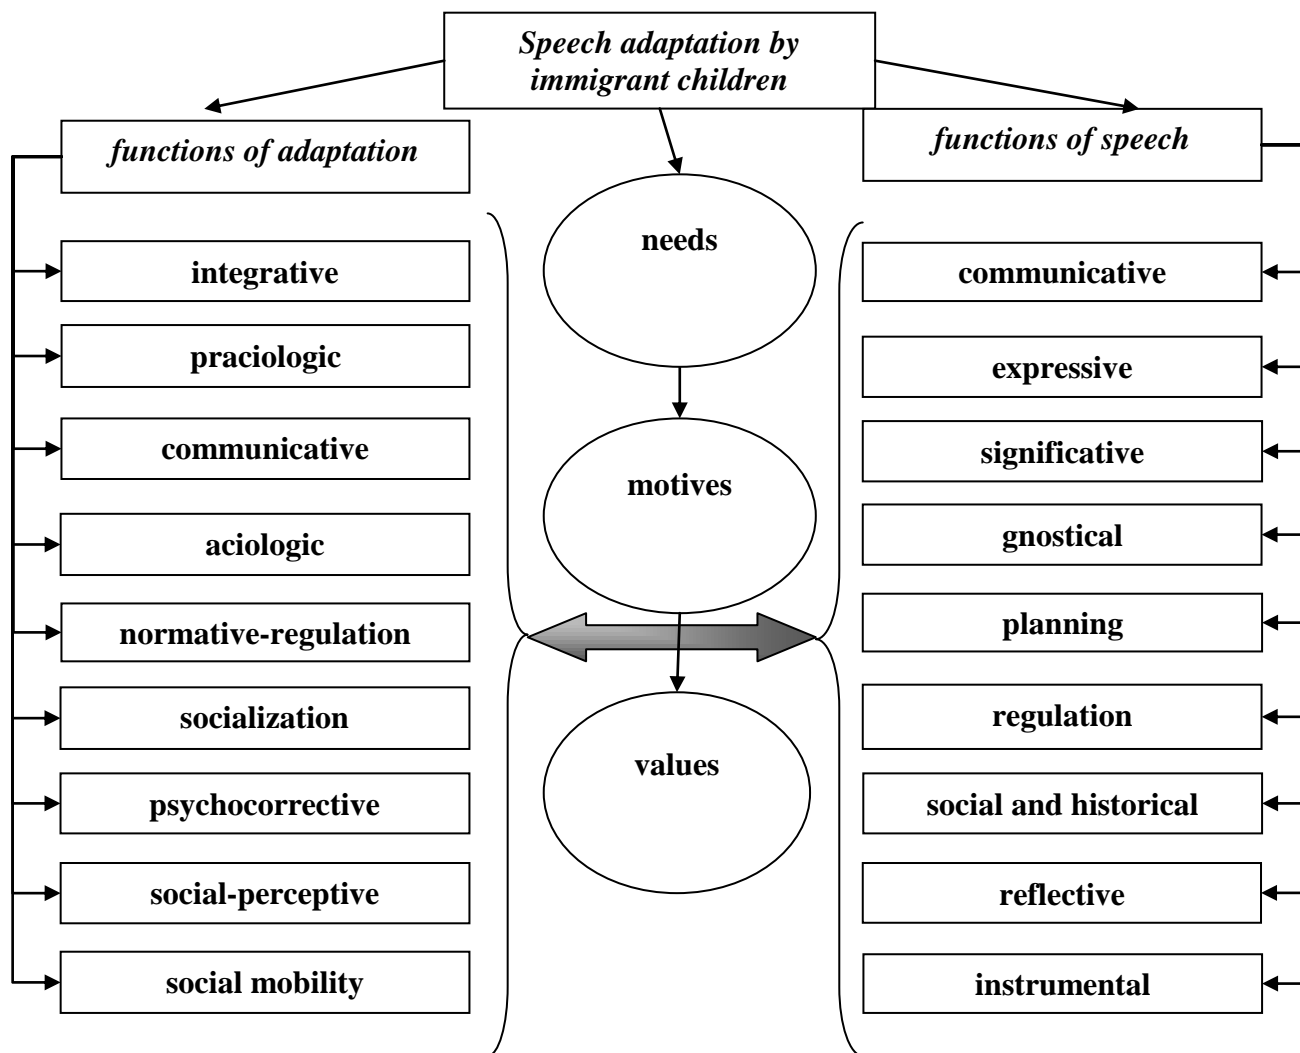 Speech adaptation by
immigrant children
functions of adaptation
functions of speech
needs
integrative
communicative
praciologic
expressive
communicative
significative
motives
aciologic
gnostical
normative-regulation
planning
socialization
regulation
values
psychocorrective
social and historical
social-perceptive
reflective
social mobility
instrumental